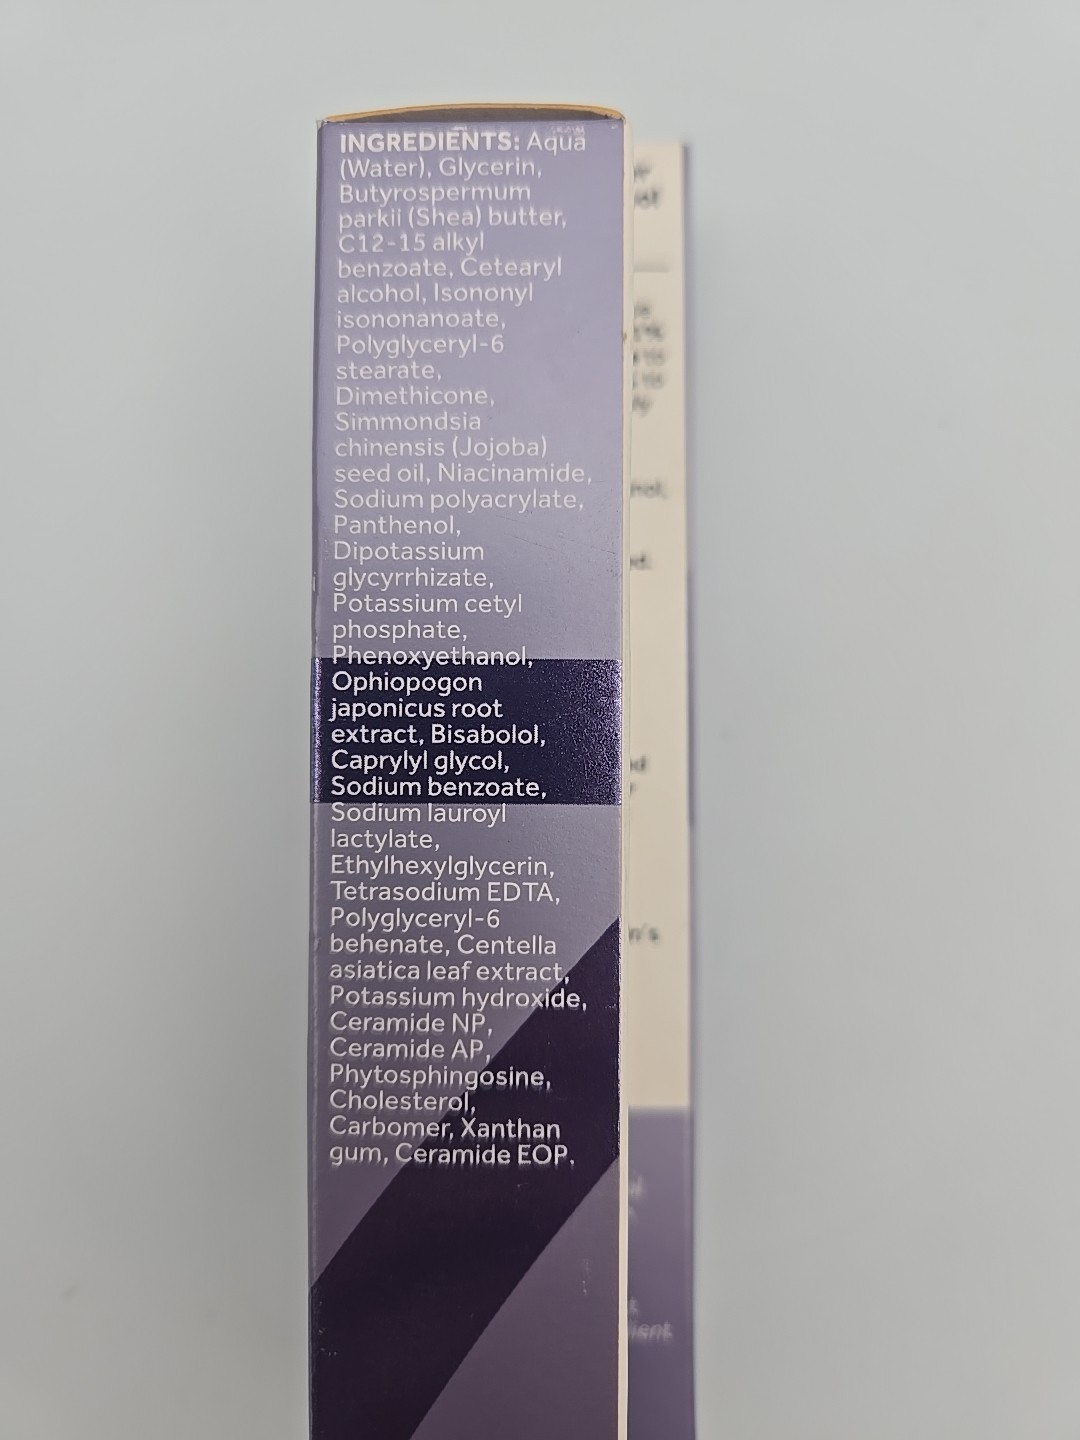 INGREDIENTS: Aqua
(Water), Glycerin,
Butyrospermum
parkii (Shea) butter,
C12-15 alkyl
benzoate, Cetearyl
alcohol, Isononyl
isononanoate,
Polyglyceryl-6
stearate,
Dimethicone,
Simmondsia
chinensis (Jojoba)
seed oil, Niacinamide,
Sodium polyacrylate,
Panthenol,
Dipotassium
glycyrrhizate,
Potassium cetyl
phosphate,
Phenoxyethanol,
Ophiopogon
japonicus root
extract, Bisabolol,
Caprylyl glycol,
Sodium benzoate,
Sodium lauroyl
lactylate,
Ethylhexylglycerin,
Tetrasodium EDTA,
Polyglyceryl-6
behenate, Centella
asiatica leaf extract,
Potassium hydroxide,
Ceramide NP,
Ceramide AP,
Phytosphingosine,
Cholesterol,
Carbomer, Xanthan
gum, Ceramide EOP.